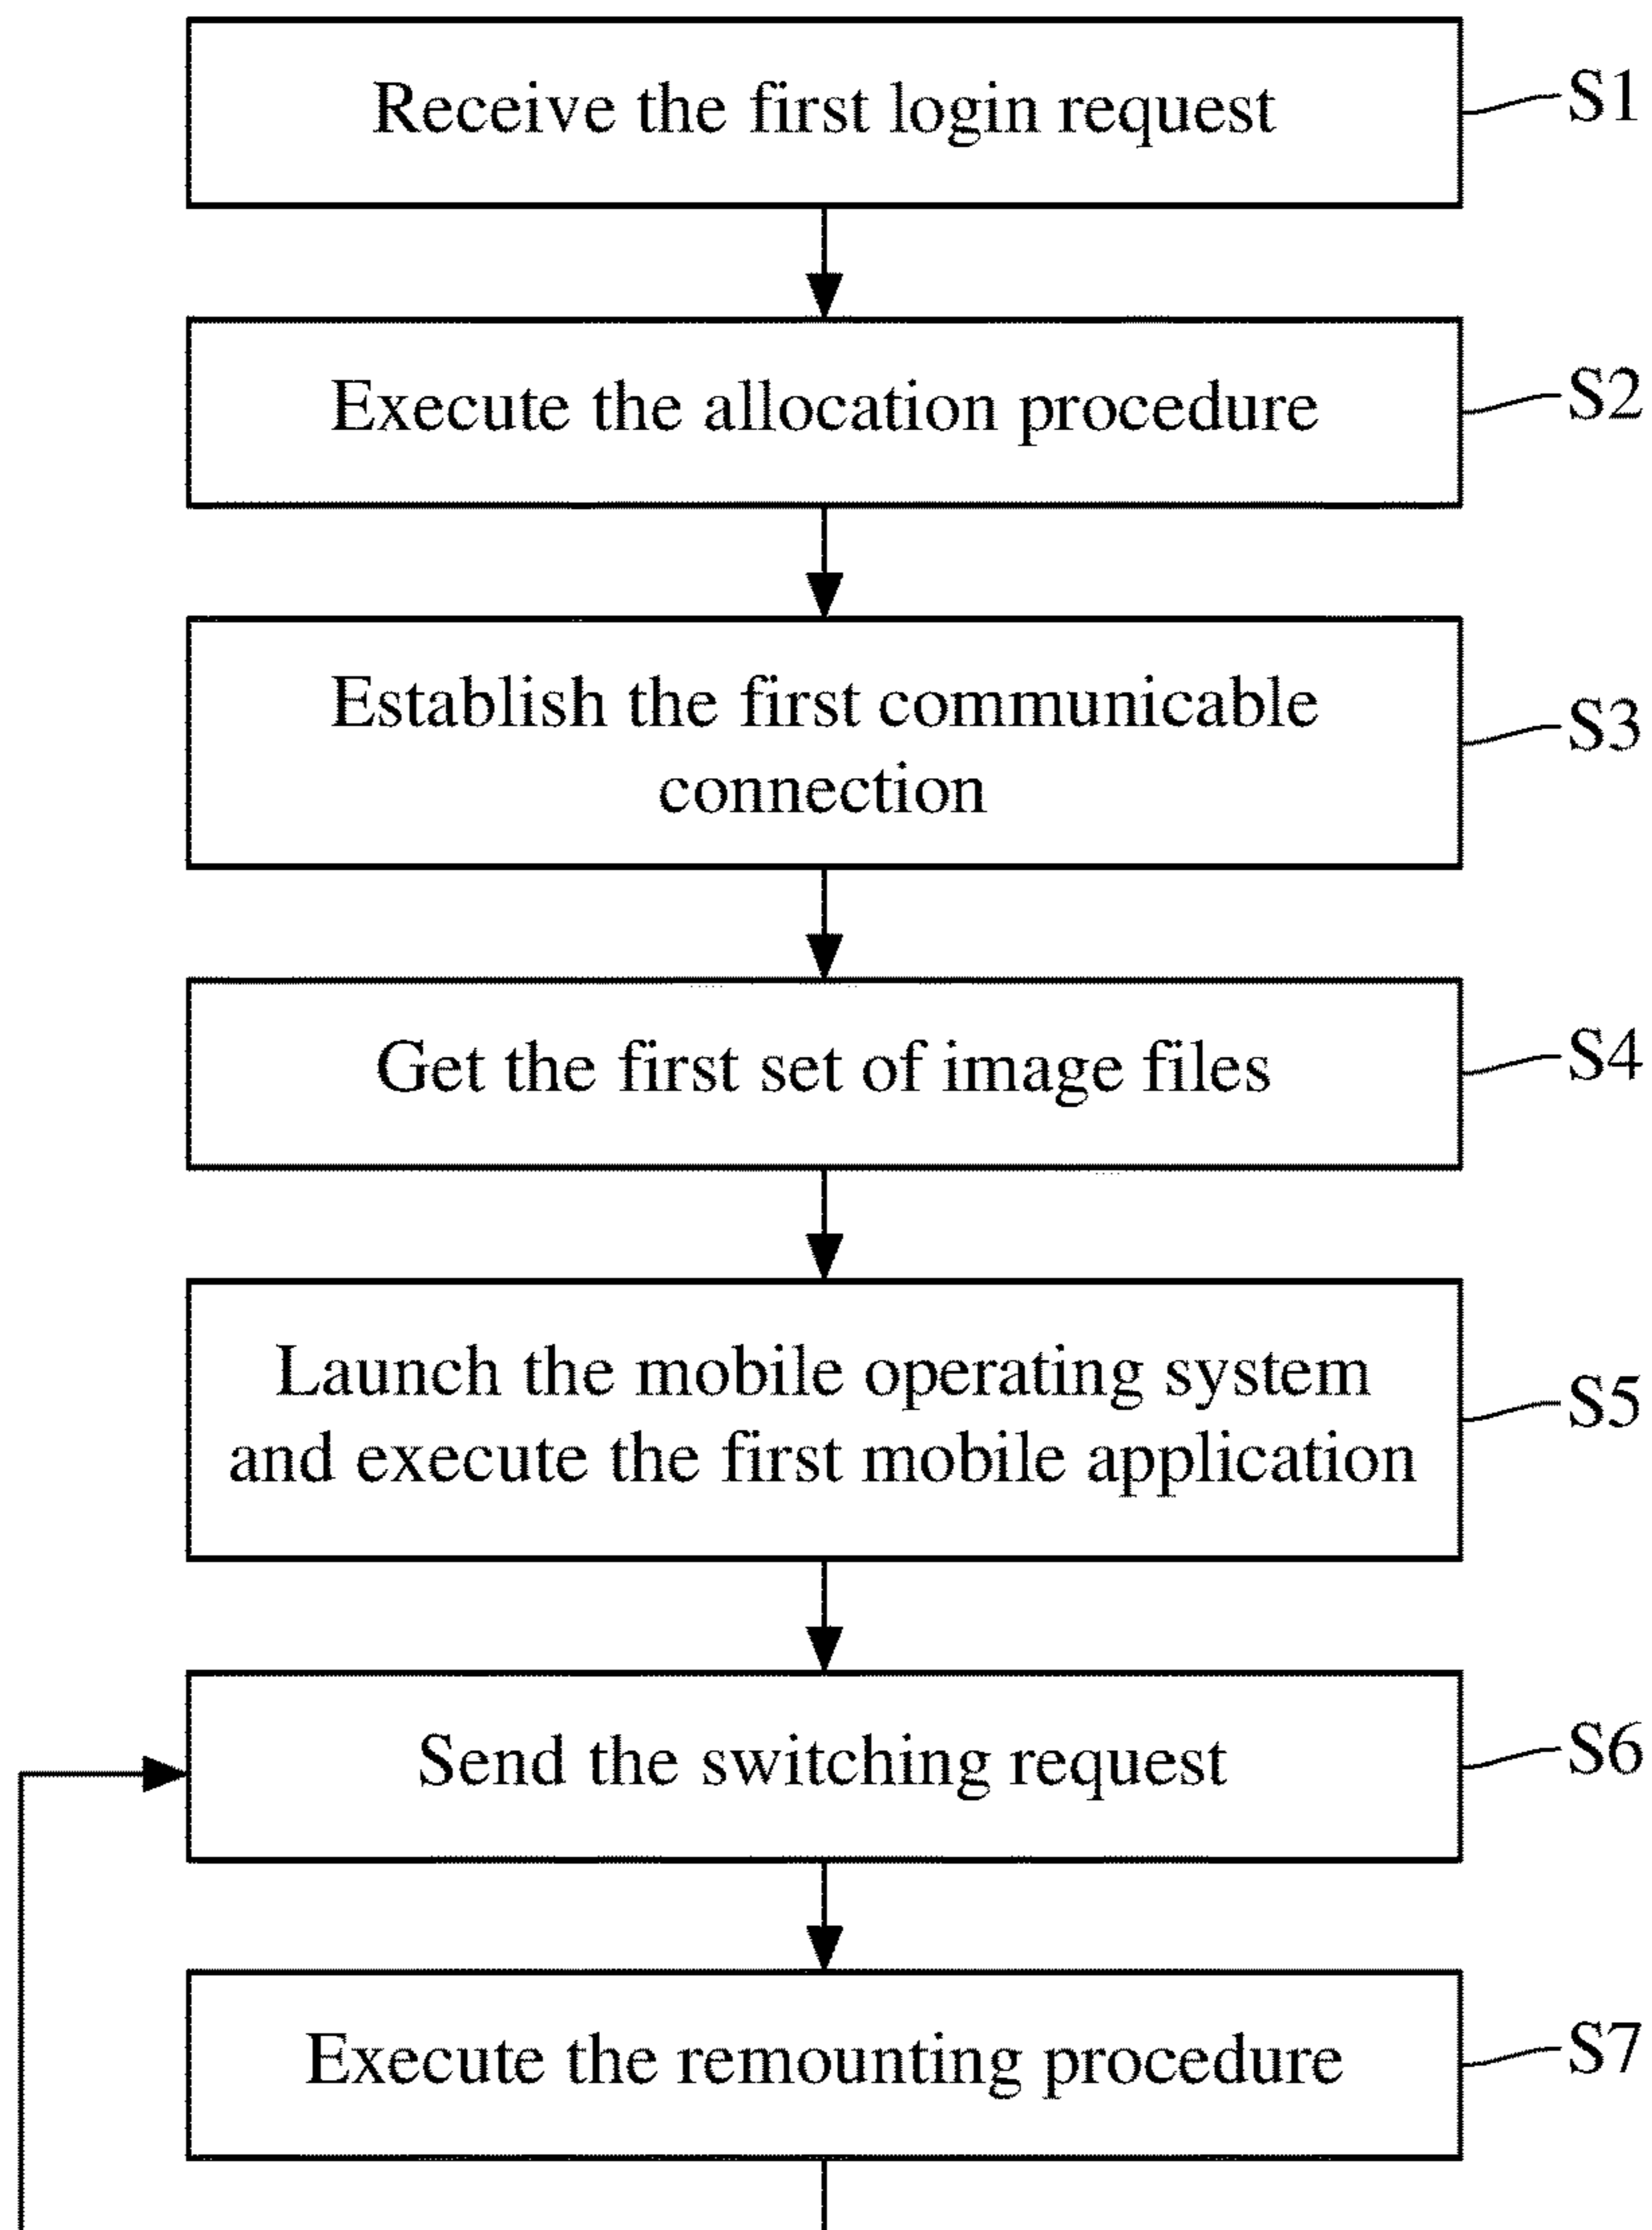 Receive the first login request
S1
Execute the allocation procedure
S2
Establish the first communicable
connection
S3
Get the first set of image files
S4
Launch the mobile operating system
and execute the first mobile application
S5
Send the switching request
S6
Execute the remounting procedure
S7